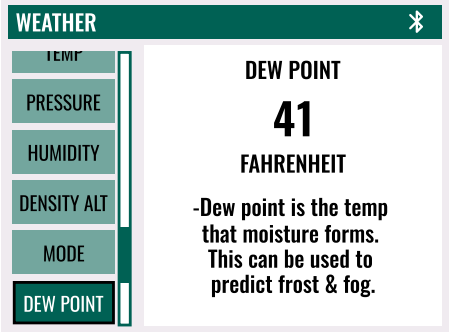 WEATHER
TEMP
PRESSURE
HUMIDITY
DENSITY ALT
MODE
DEW POINT
DEW POINT
41
FAHRENHEIT
-Dew point is the temp
that moisture forms.
This can be used to
predict frost & fog.